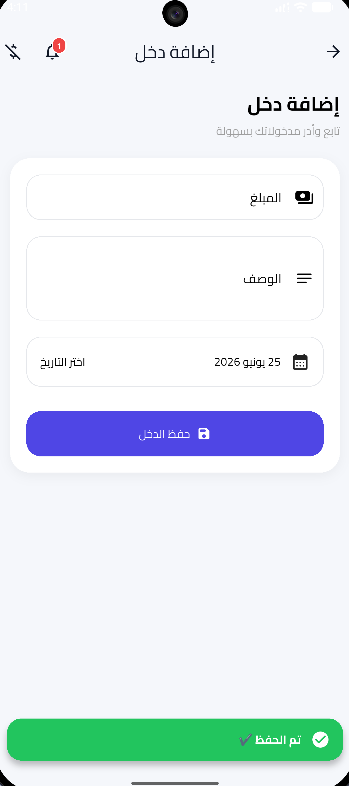 إضافة دخل
1
إضافة دخل
تابع وأدر مدخولاتك بسهولة
المبلغ
الوصف
25 يونيو 2026
اختر التاريخ
حفظ الدخل
تم الحفظ ✔